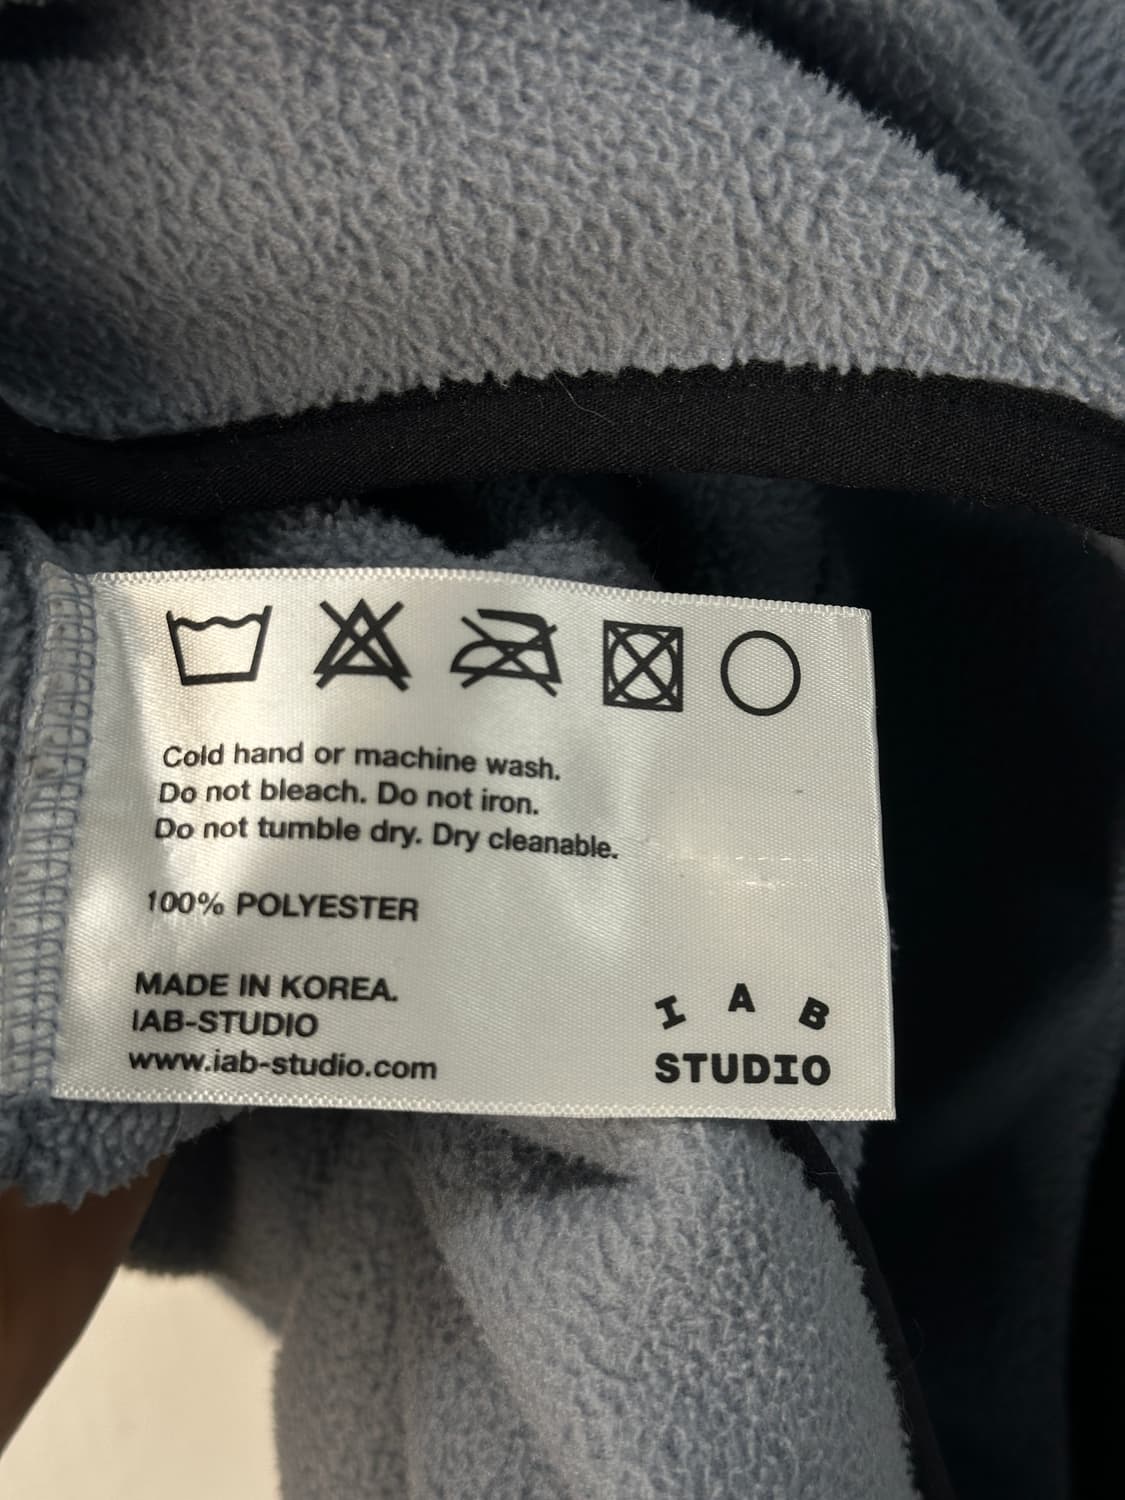 Cold hand or machine wash.
Do not bleach. Do not iron.
Do not tumble dry. Dry cleanable.
100% POLYESTER
MADE IN KOREA.
IAB-STUDIO
www.iab-studio.com
I A B
STUDIO